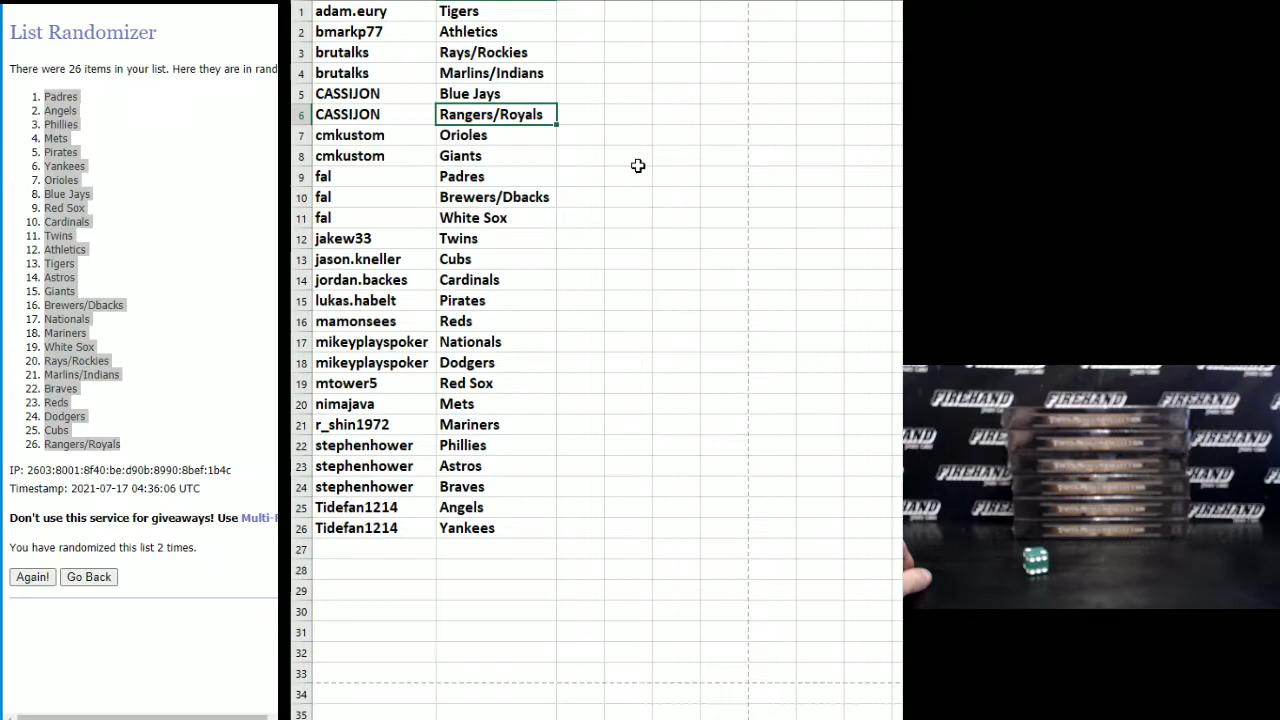 List Randomizer
There were 26 items in your list. Here they are in rand
1. Padres
2. Angels
3. Phillies
4. Mets
5. Pirates
6. Yankees
7. Orioles
8. Blue Jays
9. Red Sox
10. Cardinals
11. Twins
12. Athletics
13. Tigers
14. Astros
15. Giants
16. Brewers/Dbacks
17. Nationals
18. Mariners
19. White Sox
20. Rays/Rockies
21. Marlins/Indians
22. Braves
23. Reds
24. Dodgers
25. Cubs
26. Rangers/Royals
IP: 2603:8001:8f40:be:d90b:8990:8bef:1b4c
Timestamp: 2021-07-17 04:36:06 UTC
Don't use this service for giveaways! Use Multi-
You have randomized this list 2 times.
Again! Go Back
1 adam.eury Tigers
2 bmarkp77 Athletics
3 brutalks Rays/Rockies
4 brutalks Marlins/Indians
5 CASSIJON Blue Jays
6 CASSIJON Rangers/Royals
7 cmkustom Orioles
8 cmkustom Giants
9 fal Padres
10 fal Brewers/Dbacks
11 fal White Sox
12 jakew33 Twins
13 jason.kneller Cubs
14 jordan.backes Cardinals
15 lukas.habelt Pirates
16 mamonsees Reds
17 mikeyplayspoker Nationals
18 mikeyplayspoker Dodgers
19 mtower5 Red Sox
20 nimajava Mets
21 r_shin1972 Mariners
22 stephenhower Phillies
23 stephenhower Astros
24 stephenhower Braves
25 Tidefan1214 Angels
26 Tidefan1214 Yankees
27
28
29
30
31
32
33
34
35
FIREHAND
FIREHAND
FIREHAND
FIREHAND
FIREHAND
FIREHAND
FIREHAND